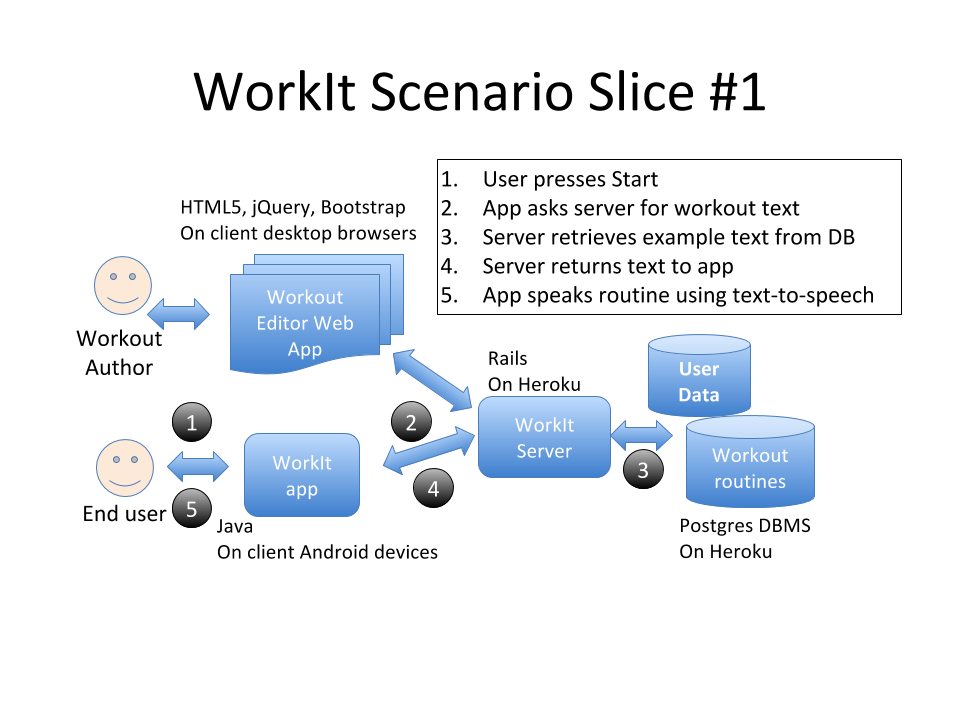 WorkIt Scenario Slice #1
1. User presses Start
2. App asks server for workout text
3. Server retrieves example text from DB
4. Server returns text to app
5. App speaks routine using text-to-speech
HTML5, jQuery, Bootstrap
On client desktop browsers
Workout
Editor Web
App
Workout
Author
Rails
On Heroku
User
Data
1
2
WorkIt
Server
WorkIt
app
3
Workout
routines
4
End user
5
Java
On client Android devices
Postgres DBMS
On Heroku